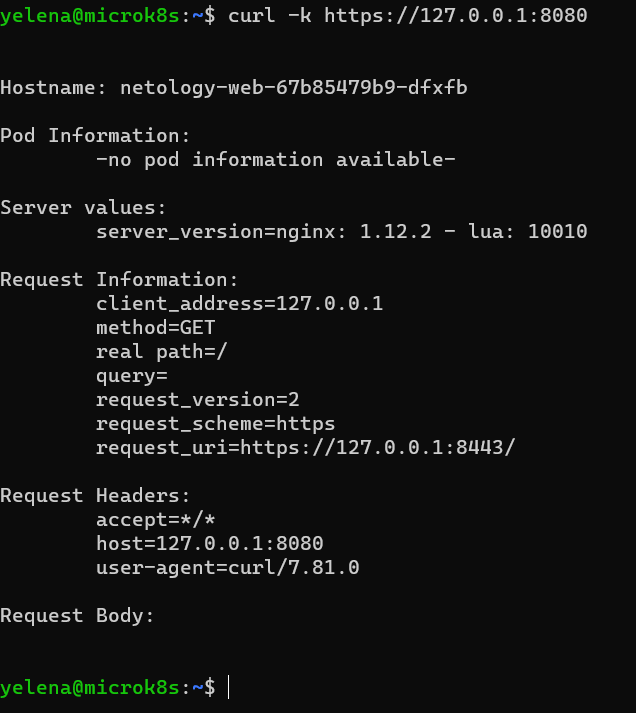 yelena@microk8s:~$ curl -k https://127.0.0.1:8080
Hostname: netology-web-67b85479b9-dfxfb
Pod Information:
-no pod information available-
Server values:
server_version=nginx: 1.12.2 - lua: 10010
Request Information:
client_address=127.0.0.1
method=GET
real path=/
query=
request_version=2
request_scheme=https
request_uri=https://127.0.0.1:8443/
Request Headers:
accept=*/*
host=127.0.0.1:8080
user-agent=curl/7.81.0
Request Body:
yelena@microk8s:~$